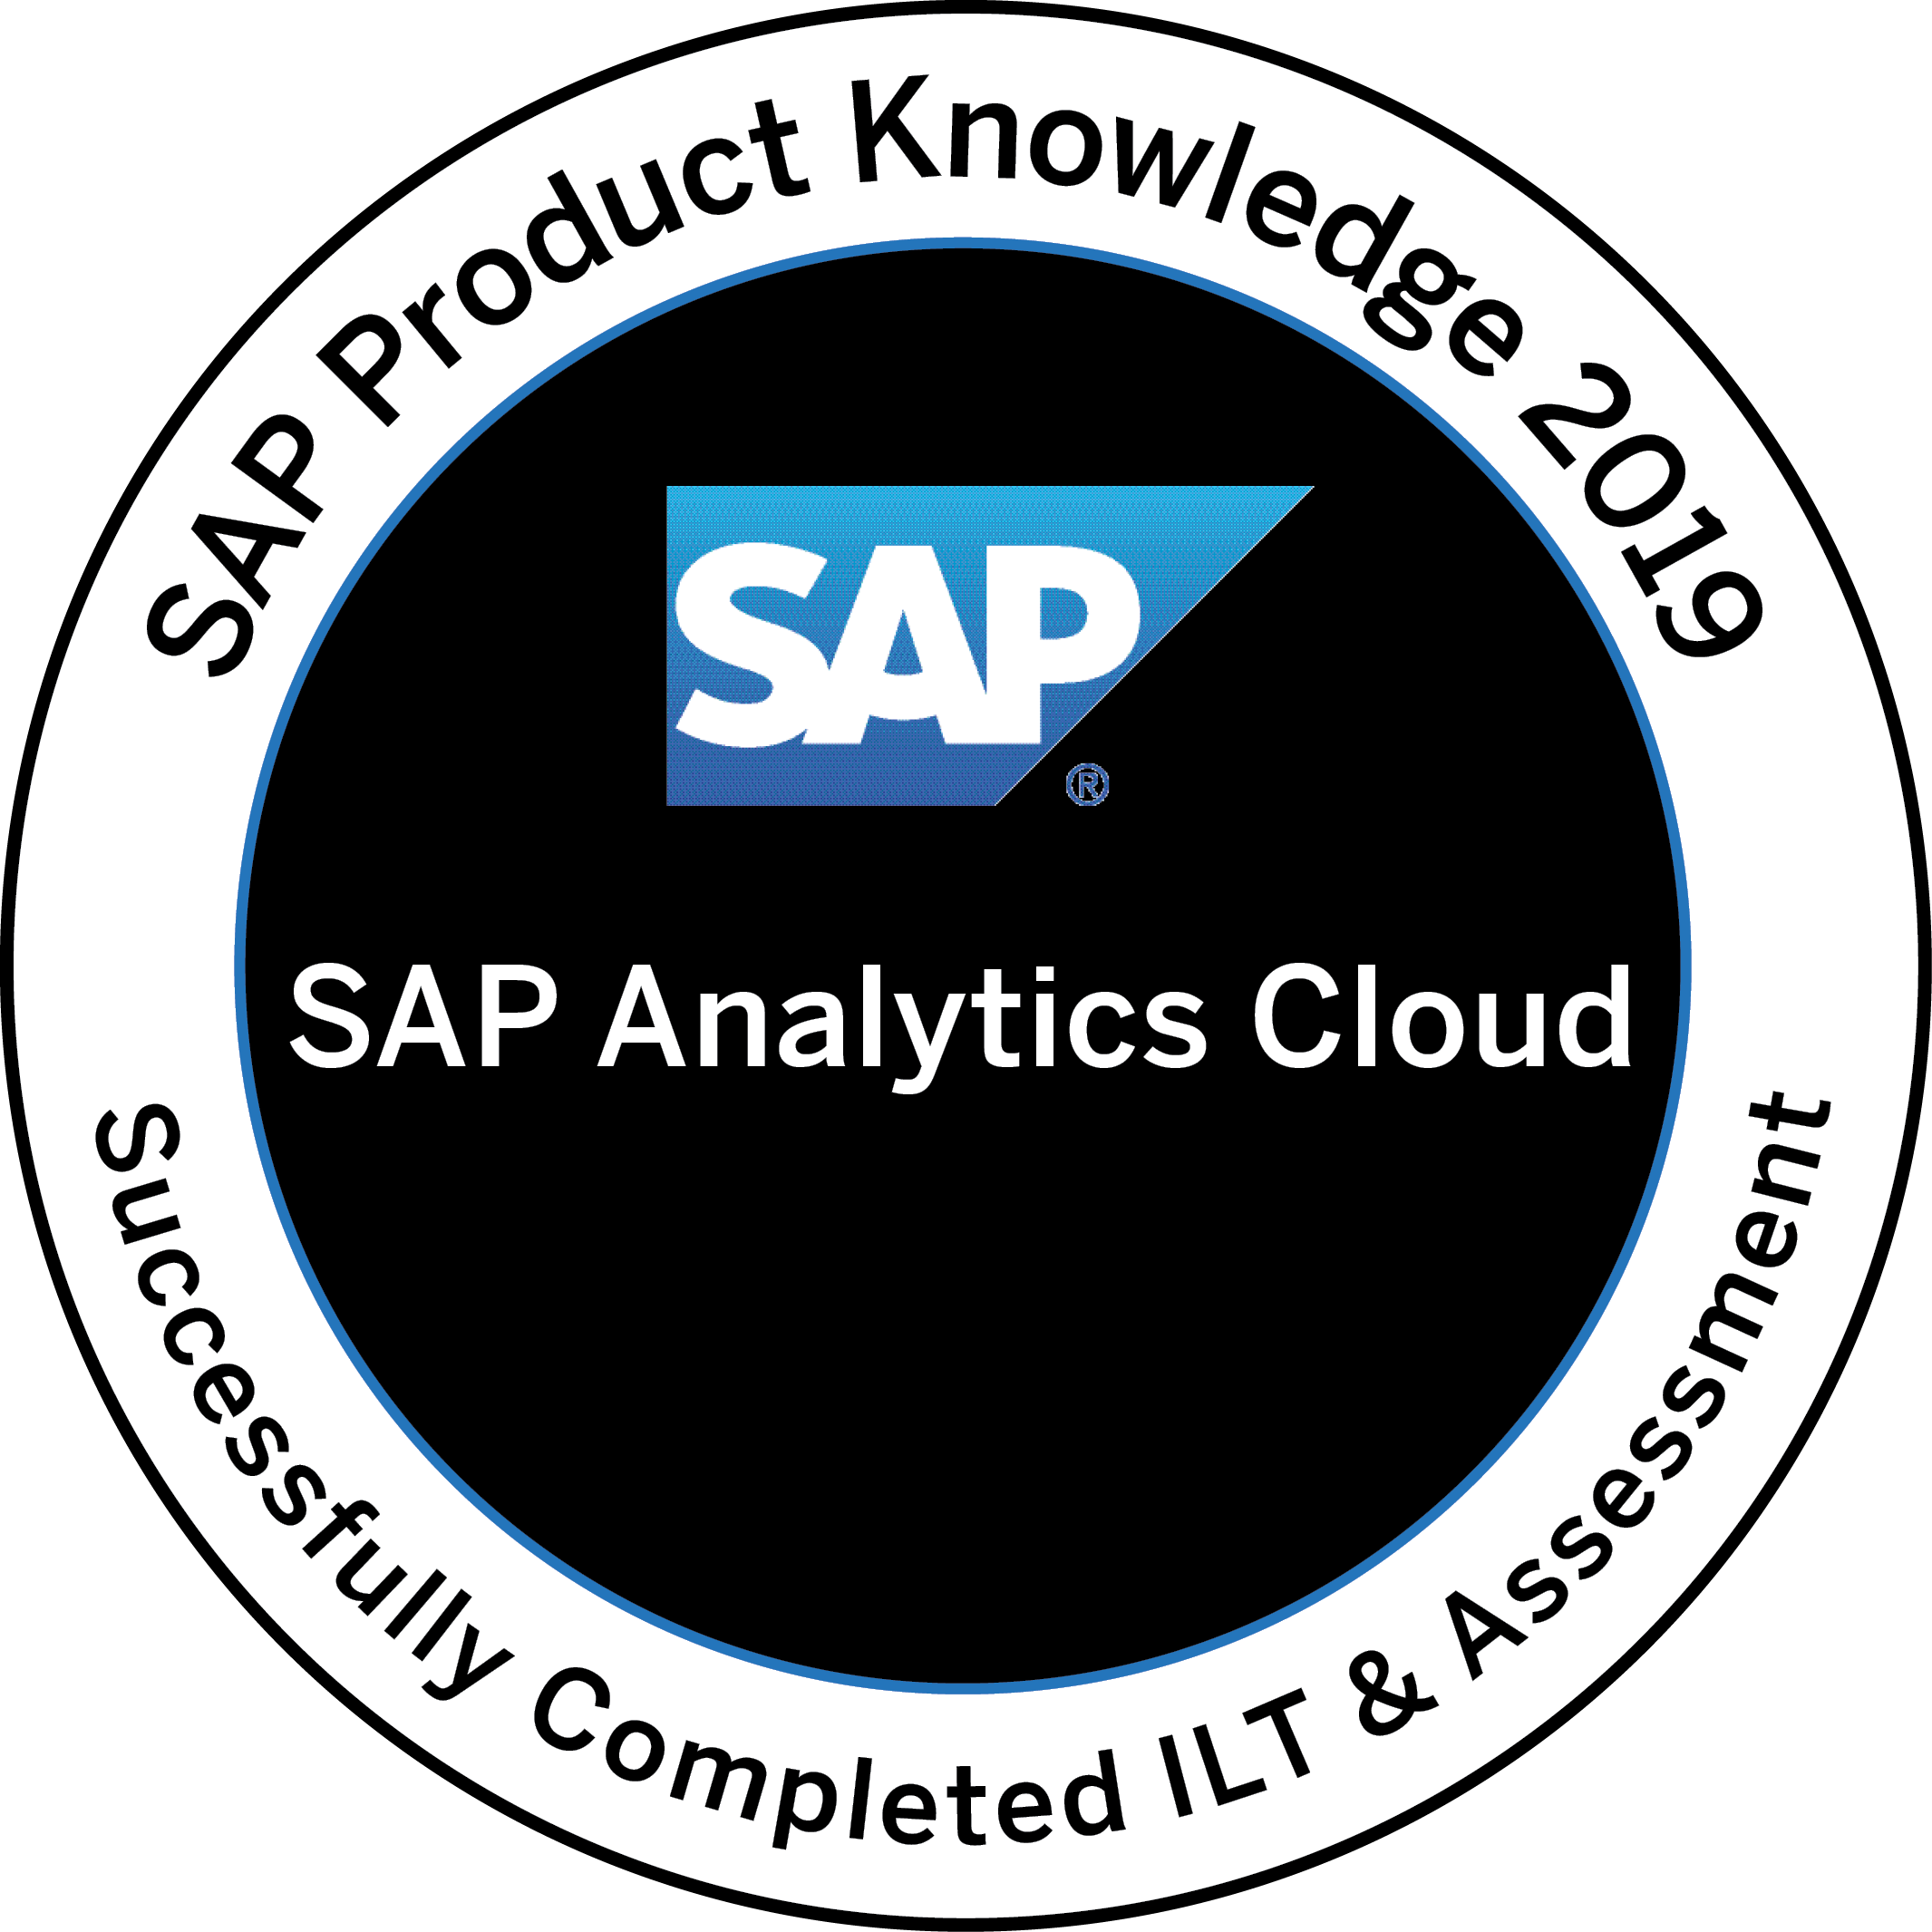 SAP Product Knowledge 2019
SAP
®
SAP Analytics Cloud
Successfully Completed ILT & Assessment